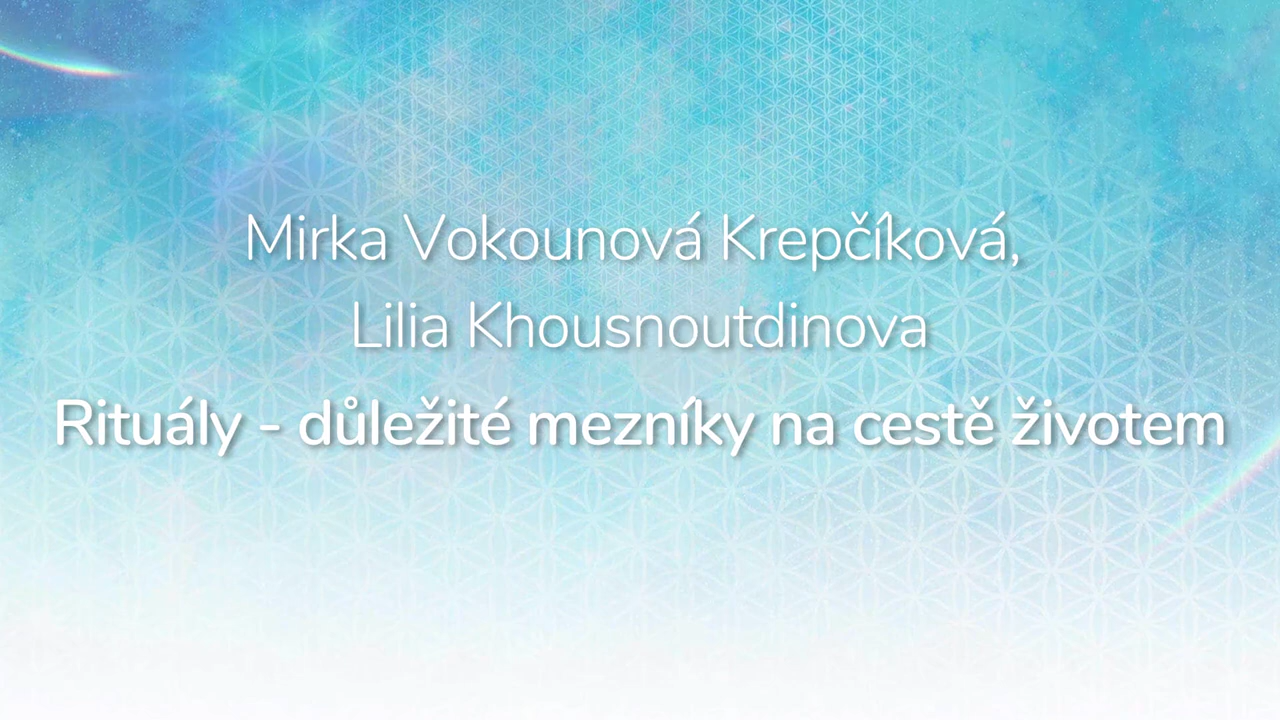 Mirka Vokounová Krepčíková,
Lilia Khousnoutdinova
Rituály - důležité mezníky na cestě životem